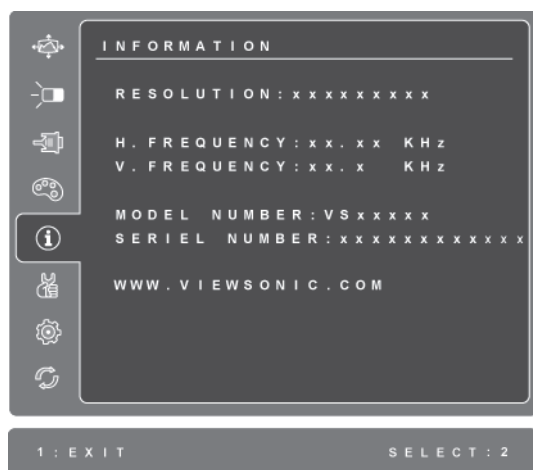 INFORMATION
RESOLUTION:xxxxxxxxx
H. FREQUENCY:xx.xx KHz
V. FREQUENCY:xx.x KHz
MODEL NUMBER:VSxxxxx
SERIEL NUMBER:xxxxxxxxxxxx
WWW.VIEWSONIC.COM
1:EXIT SELECT:2